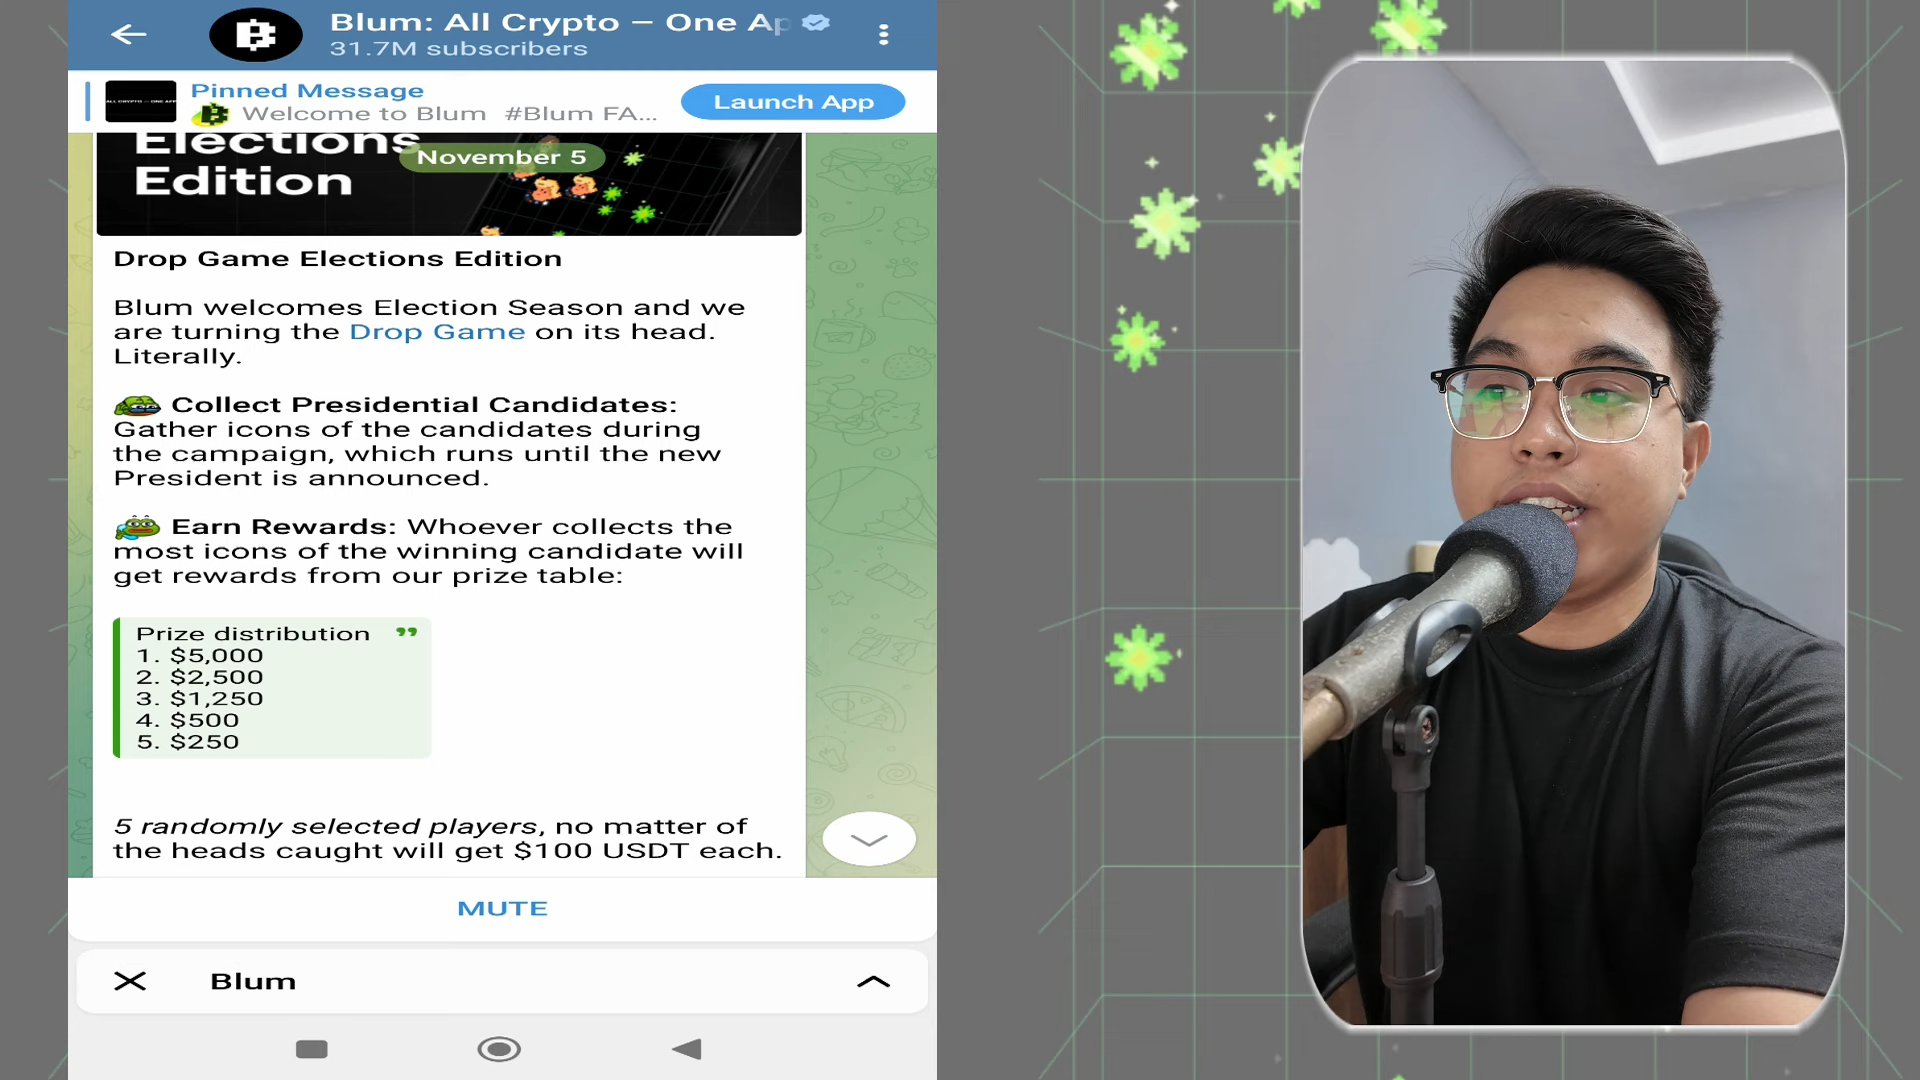 Blum: All Crypto – One Ap
31.7M subscribers
Pinned Message
Welcome to Blum #Blum FA...
Launch App
ALL CRYPTO — ONE APP
Elections
Edition
November 5
Drop Game Elections Edition
Blum welcomes Election Season and we
are turning the Drop Game on its head.
Literally.
Collect Presidential Candidates:
Gather icons of the candidates during
the campaign, which runs until the new
President is announced.
Earn Rewards: Whoever collects the
most icons of the winning candidate will
get rewards from our prize table:
Prize distribution
1. $5,000
2. $2,500
3. $1,250
4. $500
5. $250
5 randomly selected players, no matter of
the heads caught will get $100 USDT each.
MUTE
Blum